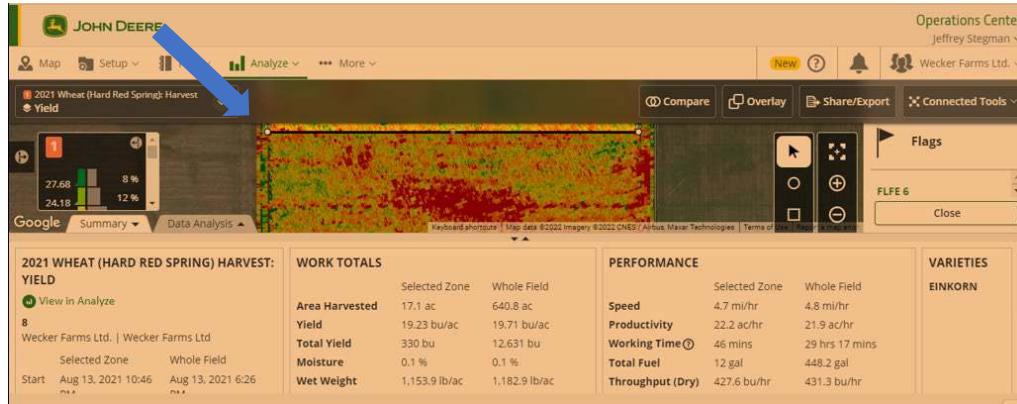 JOHN DEERE
Operations Cente
Jeffrey Stegman
Map Setup Analyze More New Wecker Farms Ltd.
1 2021 Wheat (Hard Red Spring): Harvest
Yield
Compare Overlay Share/Export Connected Tools
1
27.68 8 %
24.18 12 %
Flags
FLFE 6
Close
Google Summary Data Analysis
Keyboard shortcuts Map data ©2022 Imagery ©2022 CNES / Airbus, Maxar Technologies Terms of Use Report a map error
2021 WHEAT (HARD RED SPRING) HARVEST:
YIELD
View in Analyze
8
Wecker Farms Ltd. | Wecker Farms Ltd
Selected Zone Whole Field
Start Aug 13, 2021 10:46 Aug 13, 2021 6:26
PM PM
WORK TOTALS
Selected Zone Whole Field
Area Harvested 17.1 ac 640.8 ac
Yield 19.23 bu/ac 19.71 bu/ac
Total Yield 330 bu 12,631 bu
Moisture 0.1 % 0.1 %
Wet Weight 1,153.9 lb/ac 1,182.9 lb/ac
PERFORMANCE
Selected Zone Whole Field
Speed 4.7 mi/hr 4.8 mi/hr
Productivity 22.2 ac/hr 21.9 ac/hr
Working Time 46 mins 29 hrs 17 mins
Total Fuel 12 gal 448.2 gal
Throughput (Dry) 427.6 bu/hr 431.3 bu/hr
VARIETIES
EINKORN